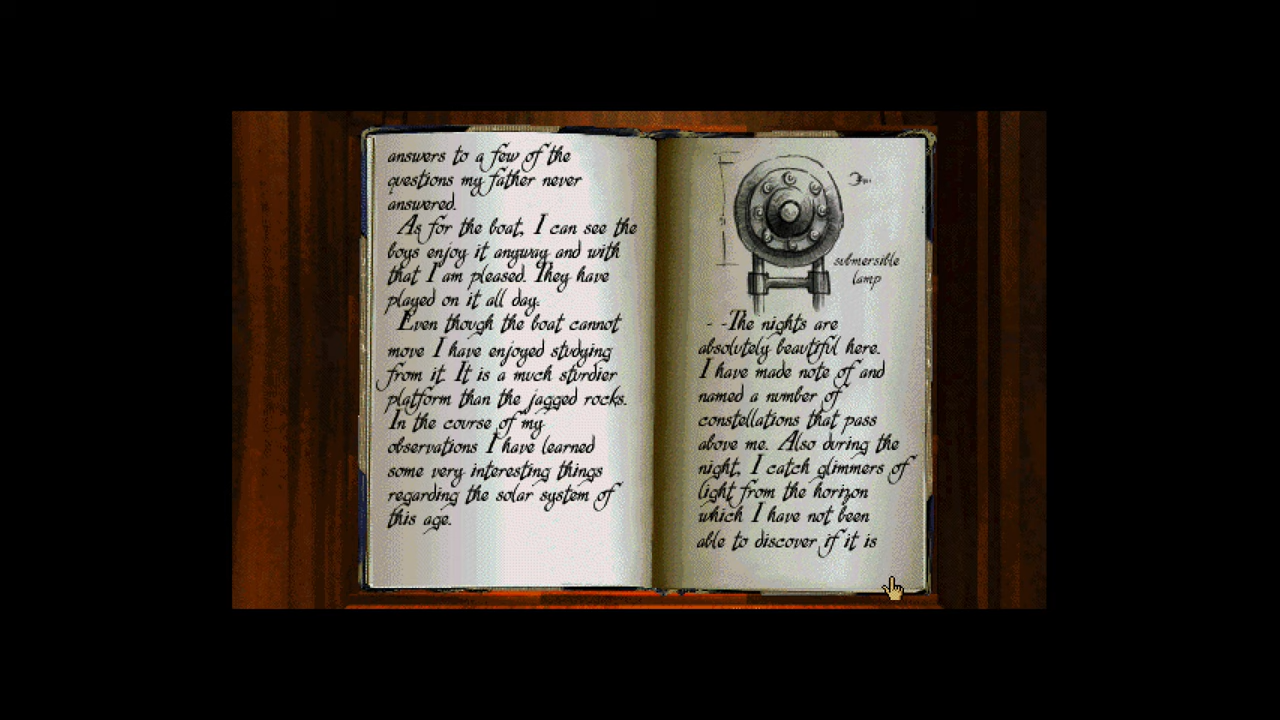 answers to a few of the
questions my father never
answered.
As for the boat, I can see the
boys enjoy it anyway and with
that I am pleased. They have
played on it all day.
Even though the boat cannot
move I have enjoyed studying
from it. It is a much sturdier
platform than the jagged rocks.
In the course of my
observations I have learned
some very interesting things
regarding the solar system of
this age.
submersible
lamp
- -The nights are
absolutely beautiful here.
I have made note of and
named a number of
constellations that pass
above me. Also during the
night, I catch glimmers of
light from the horizon
which I have not been
able to discover if it is